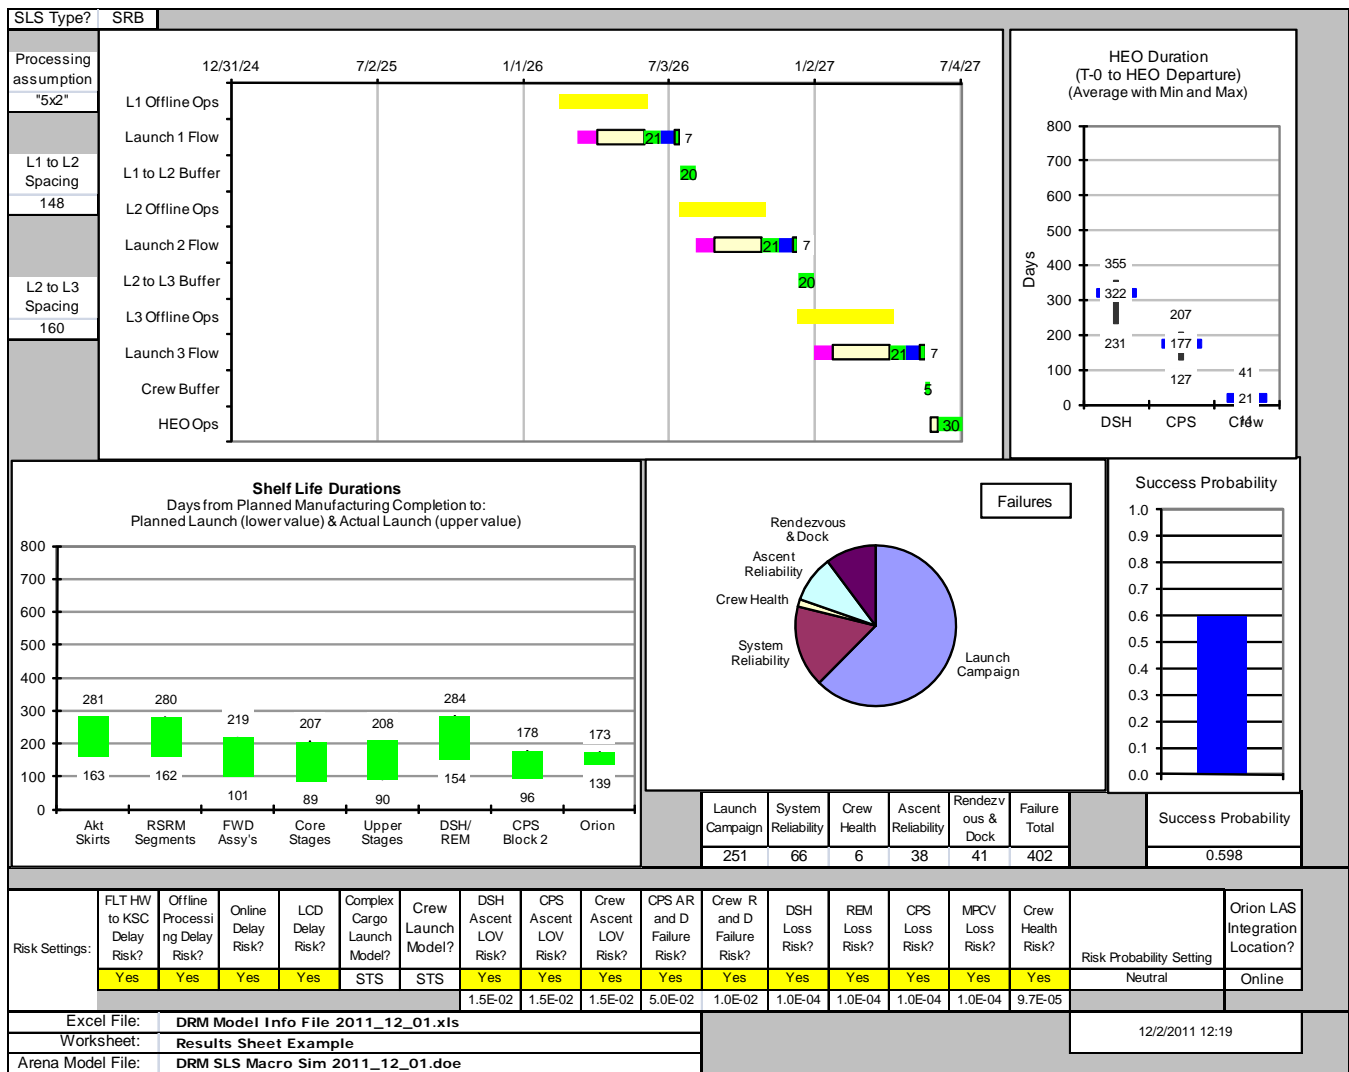 SLS Type? SRB
Processing
assumption
"5x2"
L1 to L2
Spacing
148
L2 to L3
Spacing
160
12/31/24 7/2/25 1/1/26 7/3/26 1/2/27 7/4/27
L1 Offline Ops
Launch 1 Flow 21 7
L1 to L2 Buffer 20
L2 Offline Ops
Launch 2 Flow 21 7
L2 to L3 Buffer 20
L3 Offline Ops
Launch 3 Flow 21 7
Crew Buffer 5
HEO Ops 30
HEO Duration
(T-0 to HEO Departure)
(Average with Min and Max)
Days
800
700
600
500
400
300
200
100
0
355
322
231
207
177
127
41
21
14
DSH CPS Crew
Shelf Life Durations
Days from Planned Manufacturing Completion to:
Planned Launch (lower value) & Actual Launch (upper value)
800
700
600
500
400
300
200
100
0
281 280 219 207 208 284 178 173
163 162 101 89 90 154 96 139
Akt RSRM FWD Core Upper DSH/ CPS Orion
Skirts Segments Assy's Stages Stages REM Block 2
Failures
Rendezvous
& Dock
Ascent
Reliability
Crew Health
System
Reliability
Launch
Campaign
Success Probability
1.0
0.9
0.8
0.7
0.6
0.5
0.4
0.3
0.2
0.1
0.0
Launch System Crew Ascent Rendezv Failure
Campaign Reliability Health Reliability ous & Total
Dock
251 66 6 38 41 402
Success Probability
0.598
Risk Settings:
FLT HW
to KSC
Delay
Risk?
Yes
Offline
Processi
ng Delay
Risk?
Yes
Online
Delay
Risk?
Yes
LCD
Delay
Risk?
Yes
Complex
Cargo
Launch
Model?
STS
Crew
Launch
Model?
STS
DSH
Ascent
LOV
Risk?
Yes
1.5E-02
CPS
Ascent
LOV
Risk?
Yes
1.5E-02
Crew
Ascent
LOV
Risk?
Yes
1.5E-02
CPS AR
and D
Failure
Risk?
Yes
5.0E-02
Crew R
and D
Failure
Risk?
Yes
1.0E-02
DSH
Loss
Risk?
Yes
1.0E-04
REM
Loss
Risk?
Yes
1.0E-04
CPS
Loss
Risk?
Yes
1.0E-04
MPCV
Loss
Risk?
Yes
1.0E-04
Crew
Health
Risk?
Yes
9.7E-05
Risk Probability Setting
Neutral
Orion LAS
Integration
Location?
Online
Excel File: DRM Model Info File 2011_12_01.xls
Worksheet: Results Sheet Example
Arena Model File: DRM SLS Macro Sim 2011_12_01.doe
12/2/2011 12:19